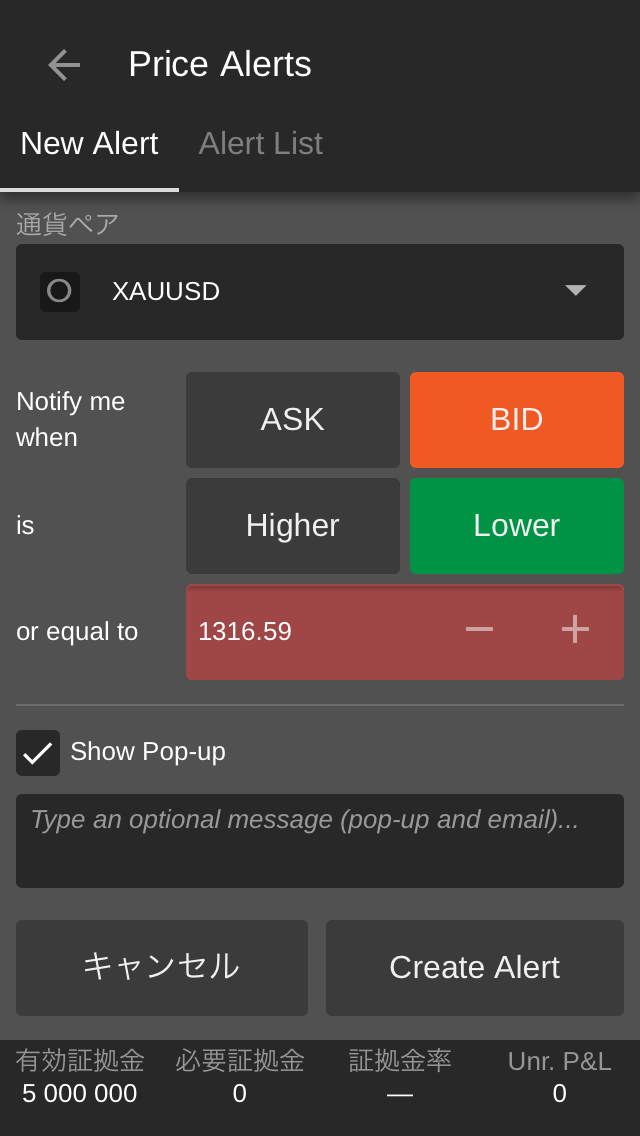 Price Alerts
New Alert Alert List
通貨ペア
XAUUSD
Notify me
when
ASK BID
is Higher Lower
or equal to 1316.59
Show Pop-up
Type an optional message (pop-up and email)...
キャンセル Create Alert
有効証拠金 必要証拠金 証拠金率 Unr. P&L
5 000 000 0 — 0